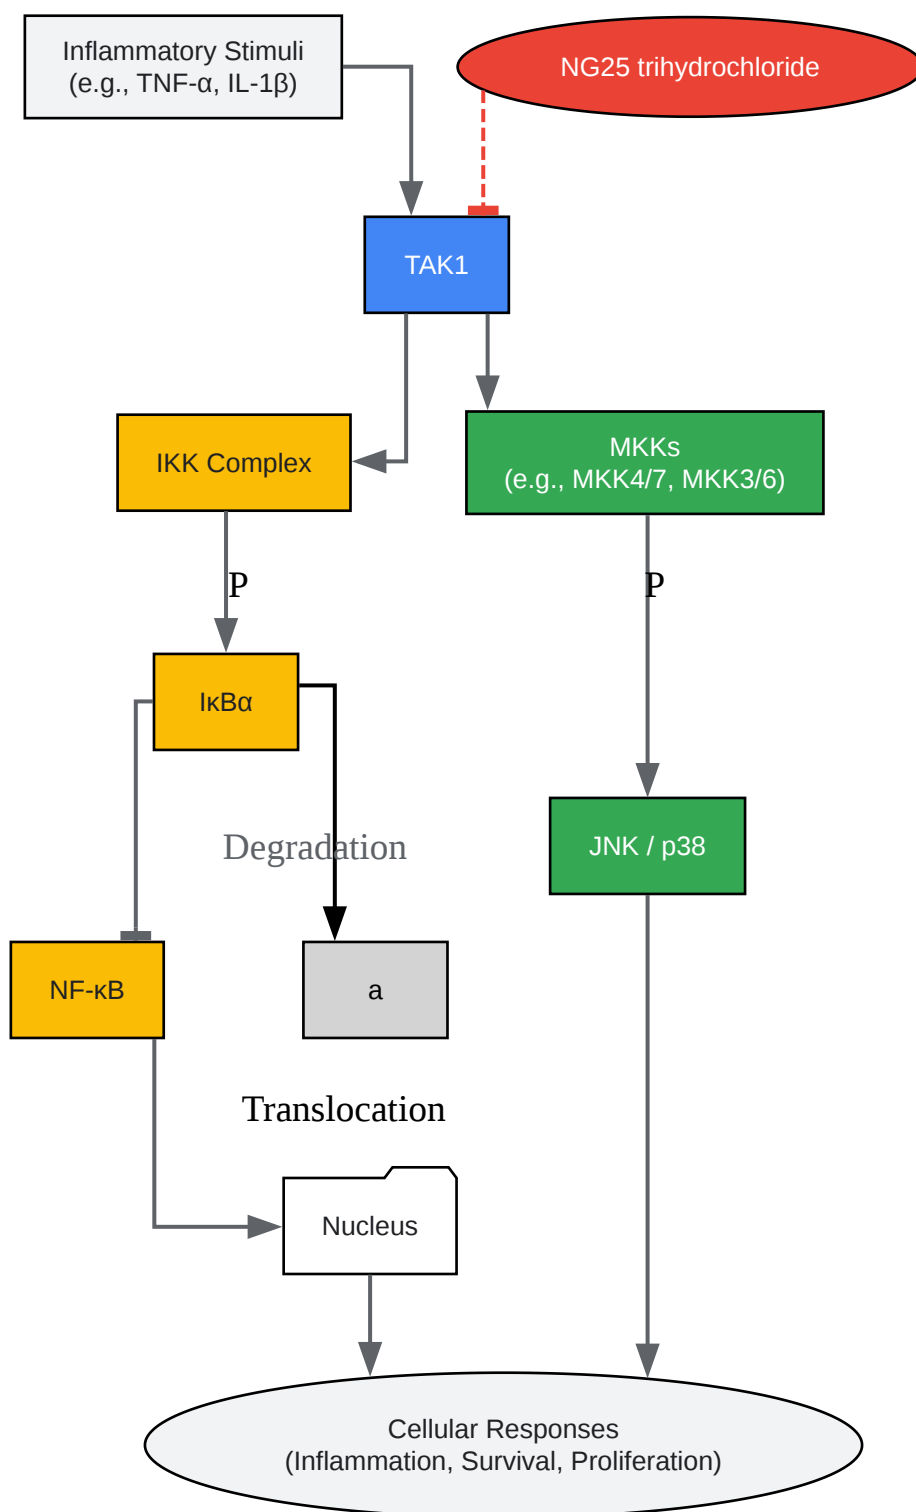 Inflammatory Stimuli
(e.g., TNF-α, IL-1β)
NG25 trihydrochloride
TAK1
IKK Complex
MKKs
(e.g., MKK4/7, MKK3/6)
P
P
IκBα
Degradation
JNK / p38
NF-κB
a
Translocation
Nucleus
Cellular Responses
(Inflammation, Survival, Proliferation)